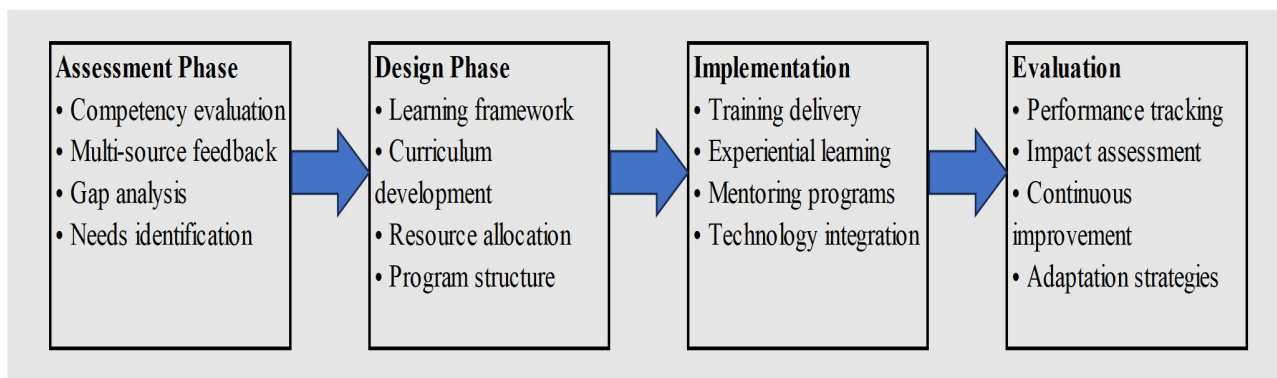 Assessment Phase
• Competency evaluation
• Multi-source feedback
• Gap analysis
• Needs identification
Design Phase
• Learning framework
• Curriculum
development
• Resource allocation
• Program structure
Implementation
• Training delivery
• Experiential learning
• Mentoring programs
• Technology integration
Evaluation
• Performance tracking
• Impact assessment
• Continuous
improvement
• Adaptation strategies